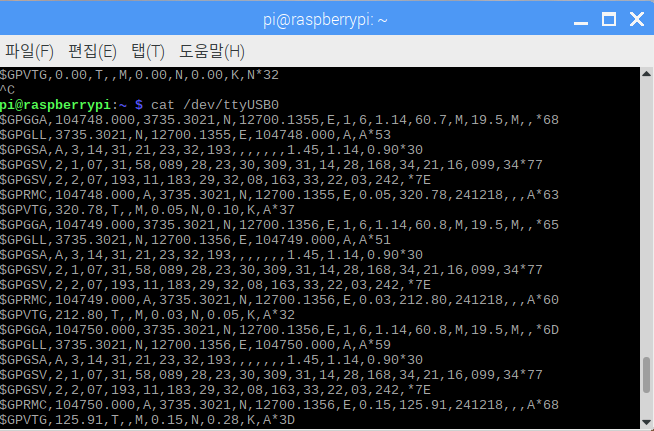 pi@raspberrypi: ~
파일(F) 편집(E) 탭(T) 도움말(H)
$GPVTG,0.00,T,,M,0.00,N,0.00,K,N*32
^C
pi@raspberrypi:~ $ cat /dev/ttyUSB0
$GPGGA,104748.000,3735.3021,N,12700.1355,E,1,6,1.14,60.7,M,19.5,M,,*68
$GPGLL,3735.3021,N,12700.1355,E,104748.000,A,A*53
$GPGSA,A,3,14,31,21,23,32,193,,,,,,,1.45,1.14,0.90*30
$GPGSV,2,1,07,31,58,089,28,23,30,309,31,14,28,168,34,21,16,099,34*77
$GPGSV,2,2,07,193,11,183,29,32,08,163,33,22,03,242,*7E
$GPRMC,104748.000,A,3735.3021,N,12700.1355,E,0.05,320.78,241218,,,A*63
$GPVTG,320.78,T,,M,0.05,N,0.10,K,A*37
$GPGGA,104749.000,3735.3021,N,12700.1356,E,1,6,1.14,60.8,M,19.5,M,,*65
$GPGLL,3735.3021,N,12700.1356,E,104749.000,A,A*51
$GPGSA,A,3,14,31,21,23,32,193,,,,,,,1.45,1.14,0.90*30
$GPGSV,2,1,07,31,58,089,28,23,30,309,31,14,28,168,34,21,16,099,34*77
$GPGSV,2,2,07,193,11,183,29,32,08,163,33,22,03,242,*7E
$GPRMC,104749.000,A,3735.3021,N,12700.1356,E,0.03,212.80,241218,,,A*60
$GPVTG,212.80,T,,M,0.03,N,0.05,K,A*32
$GPGGA,104750.000,3735.3021,N,12700.1356,E,1,6,1.14,60.8,M,19.5,M,,*6D
$GPGLL,3735.3021,N,12700.1356,E,104750.000,A,A*59
$GPGSA,A,3,14,31,21,23,32,193,,,,,,,1.45,1.14,0.90*30
$GPGSV,2,1,07,31,58,089,28,23,30,309,31,14,28,168,34,21,16,099,34*77
$GPGSV,2,2,07,193,11,183,29,32,08,163,33,22,03,242,*7E
$GPRMC,104750.000,A,3735.3021,N,12700.1356,E,0.15,125.91,241218,,,A*68
$GPVTG,125.91,T,,M,0.15,N,0.28,K,A*3D